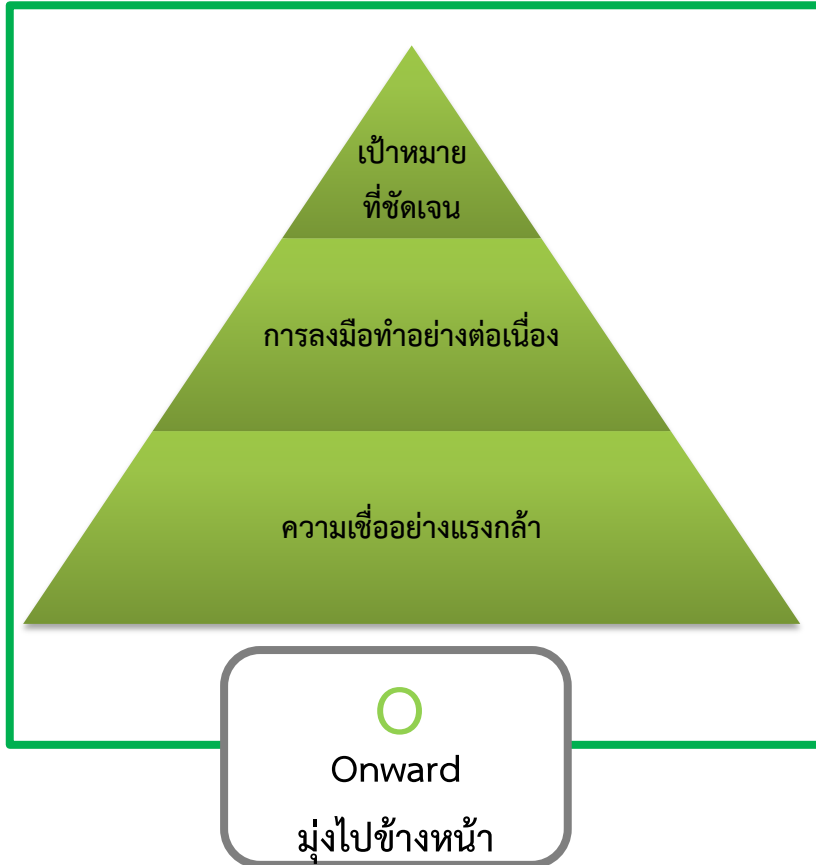 เป้าหมาย
ที่ชัดเจน
การลงมือทำอย่างต่อเนื่อง
ความเชื่ออย่างแรงกล้า
O
Onward
มุ่งไปข้างหน้า